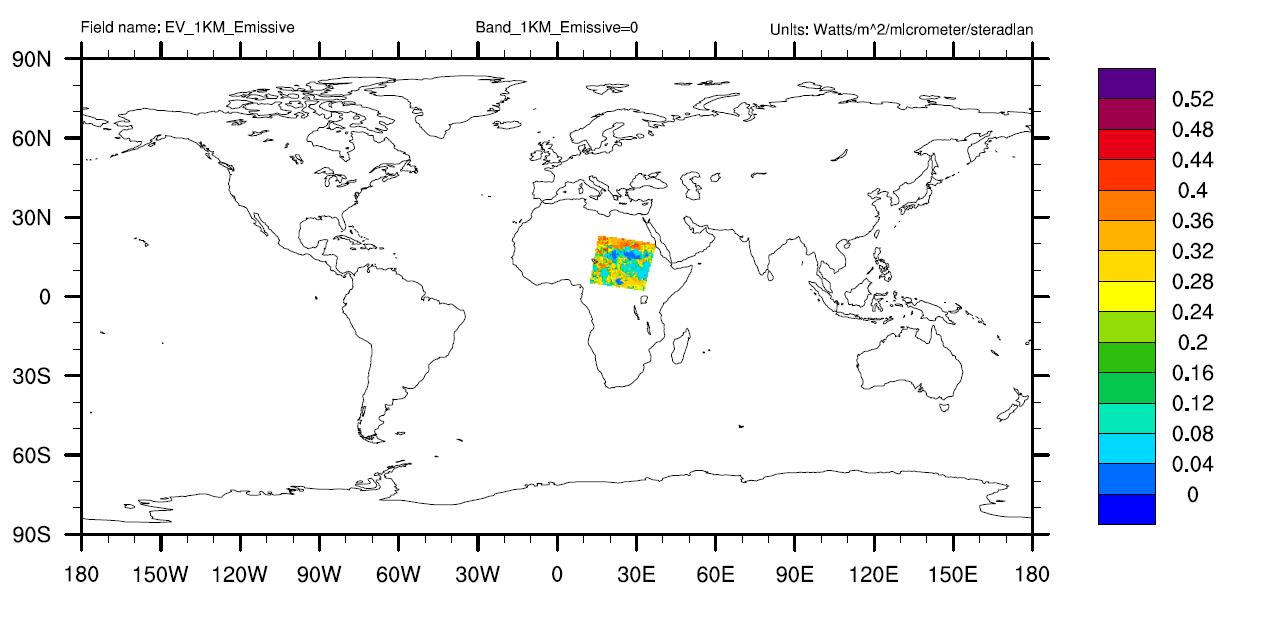 Field name: EV_1KM_Emissive Band_1KM_Emissive=0 Units: Watts/m^2/micrometer/steradian
90N
60N
30N
0
30S
60S
90S
180 150W 120W 90W 60W 30W 0 30E 60E 90E 120E 150E 180
0.52
0.48
0.44
0.4
0.36
0.32
0.28
0.24
0.2
0.16
0.12
0.08
0.04
0